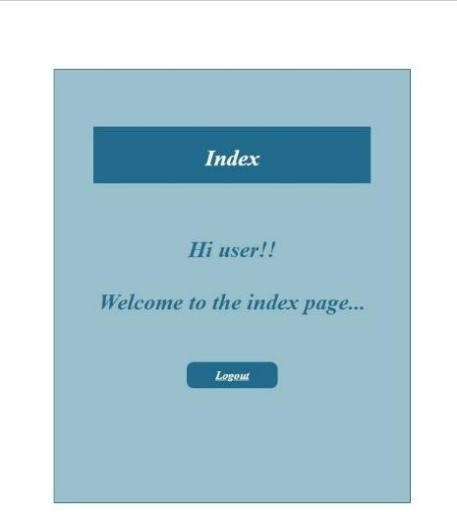 Index
Hi user!!
Welcome to the index page...
Logout